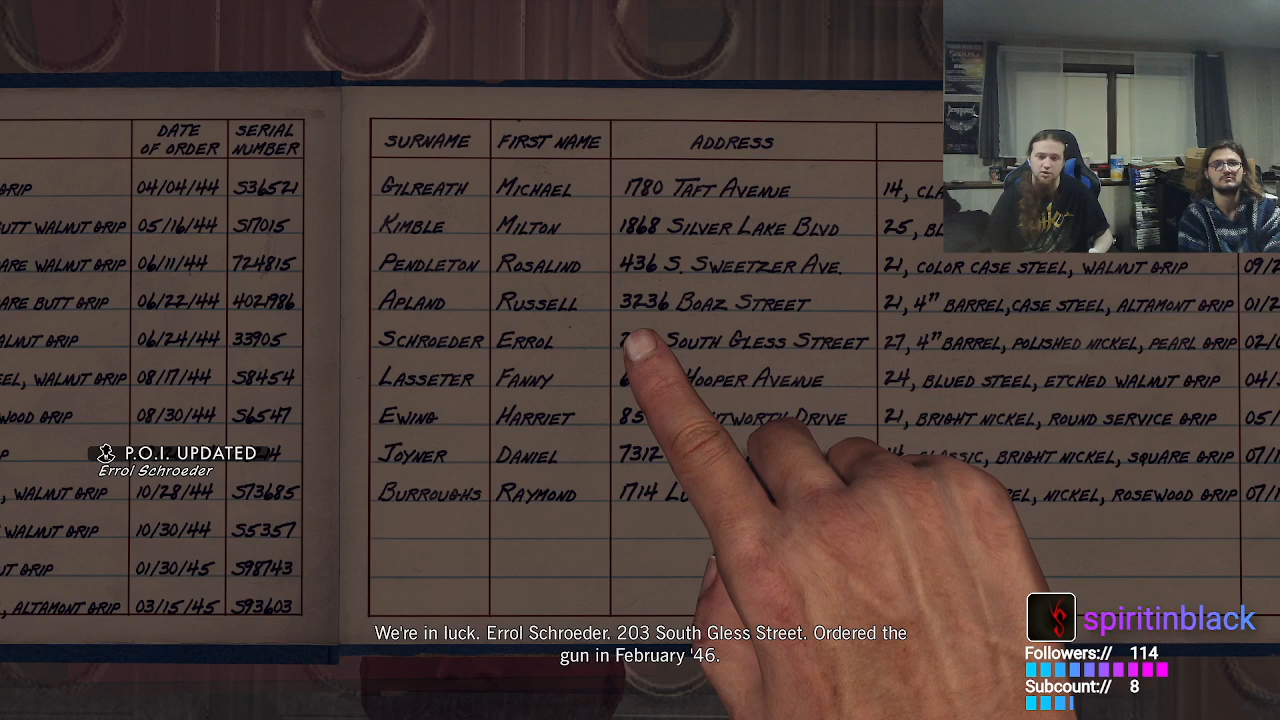 DATE OF ORDER SERIAL NUMBER
GRIP 04/04/44 S36521
BUTT WALNUT GRIP 05/16/44 S17015
WALNUT GRIP 06/11/44 724815
BUTT GRIP 06/22/44 4021986
GRIP 06/24/44 33905
WALNUT GRIP 08/17/44 S8454
GRIP 08/30/44 S6547
, WALNUT GRIP 10/28/44 S73685
WALNUT GRIP 10/30/44 S5357
GRIP 01/30/45 S98743
, ALTAMONT GRIP 03/15/45 S93603
P.O.I. UPDATED
Errol Schroeder
SURNAME FIRST NAME ADDRESS
GILREATH MICHAEL 1780 TAFT AVENUE 14,
KIMBLE MILTON 1868 SILVER LAKE BLVD 25,
PENDLETON ROSALIND 436 S. SWEETZER AVE. 21, COLOR CASE STEEL, WALNUT GRIP
APLAND RUSSELL 3236 BOAZ STREET 21, 4" BARREL, CASE STEEL, ALTAMONT GRIP
SCHROEDER ERROL SOUTH GLESS STREET 27, 4" BARREL, POLISHED NICKEL, PEARL GRIP
LASSETER FANNY HOOPER AVENUE 24, BLUED STEEL, ETCHED WALNUT GRIP
EWING HARRIET DRIVE 21, BRIGHT NICKEL, ROUND SERVICE GRIP
JOYNER DANIEL 7312 CLASSIC, BRIGHT NICKEL, SQUARE GRIP
BURROUGHS RAYMOND 1714 NICKEL, ROSEWOOD GRIP
We're in luck. Errol Schroeder. 203 South Gless Street. Ordered the
gun in February '46.
spiritinblack
Followers:// 114
Subcount:// 8